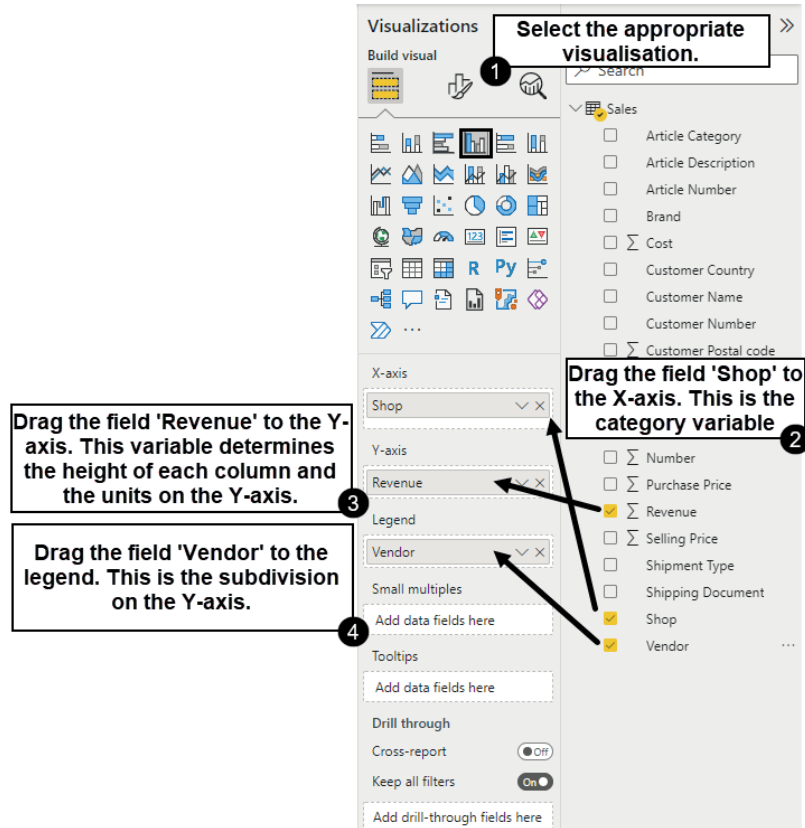 Visualizations
Build visual
Select the appropriate
visualisation.
1
Search
Sales
Article Category
Article Description
Article Number
Brand
Cost
Customer Country
Customer Name
Customer Number
Customer Postal code
123
R
Py
X-axis
Shop
Drag the field 'Shop' to
the X-axis. This is the
category variable
2
Drag the field 'Revenue' to the Y-
axis. This variable determines
the height of each column and
the units on the Y-axis.
3
Y-axis
Revenue
Legend
Vendor
Drag the field 'Vendor' to the
legend. This is the subdivision
on the Y-axis.
4
Small multiples
Add data fields here
Tooltips
Add data fields here
Drill through
Cross-report
Off
Keep all filters
On
Add drill-through fields here
Number
Purchase Price
Revenue
Selling Price
Shipment Type
Shipping Document
Shop
Vendor